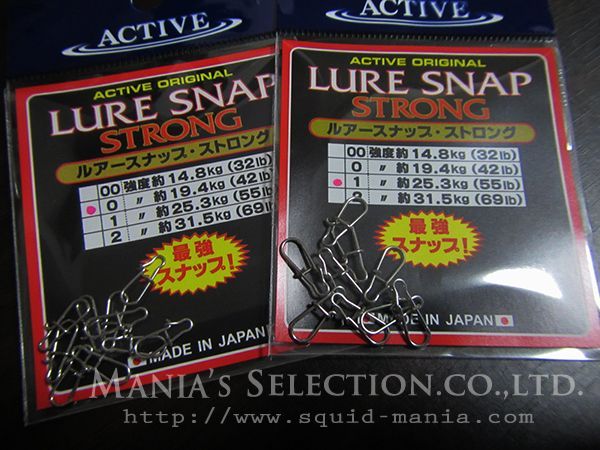 ACTIVE
ACTIVE ORIGINAL
LURE SNAP
STRONG
ルアースナップ・ストロング
00 強度約14.8kg (32lb)
0 〃 約19.4kg (42lb)
1 〃 約25.3kg (55lb)
2 〃 約31.5kg (69lb)
最強
スナップ!
MADE IN JAPAN
ACTIVE
ACTIVE ORIGINAL
LURE SNAP
STRONG
ルアースナップ・ストロング
00 強度約14.8kg (32lb)
0 〃 約19.4kg (42lb)
1 〃 約25.3kg (55lb)
2 〃 約31.5kg (69lb)
最強
スナップ!
MADE IN JAPAN
MANIA'S SELECTION.CO.,LTD.
http://www.squid-mania.com